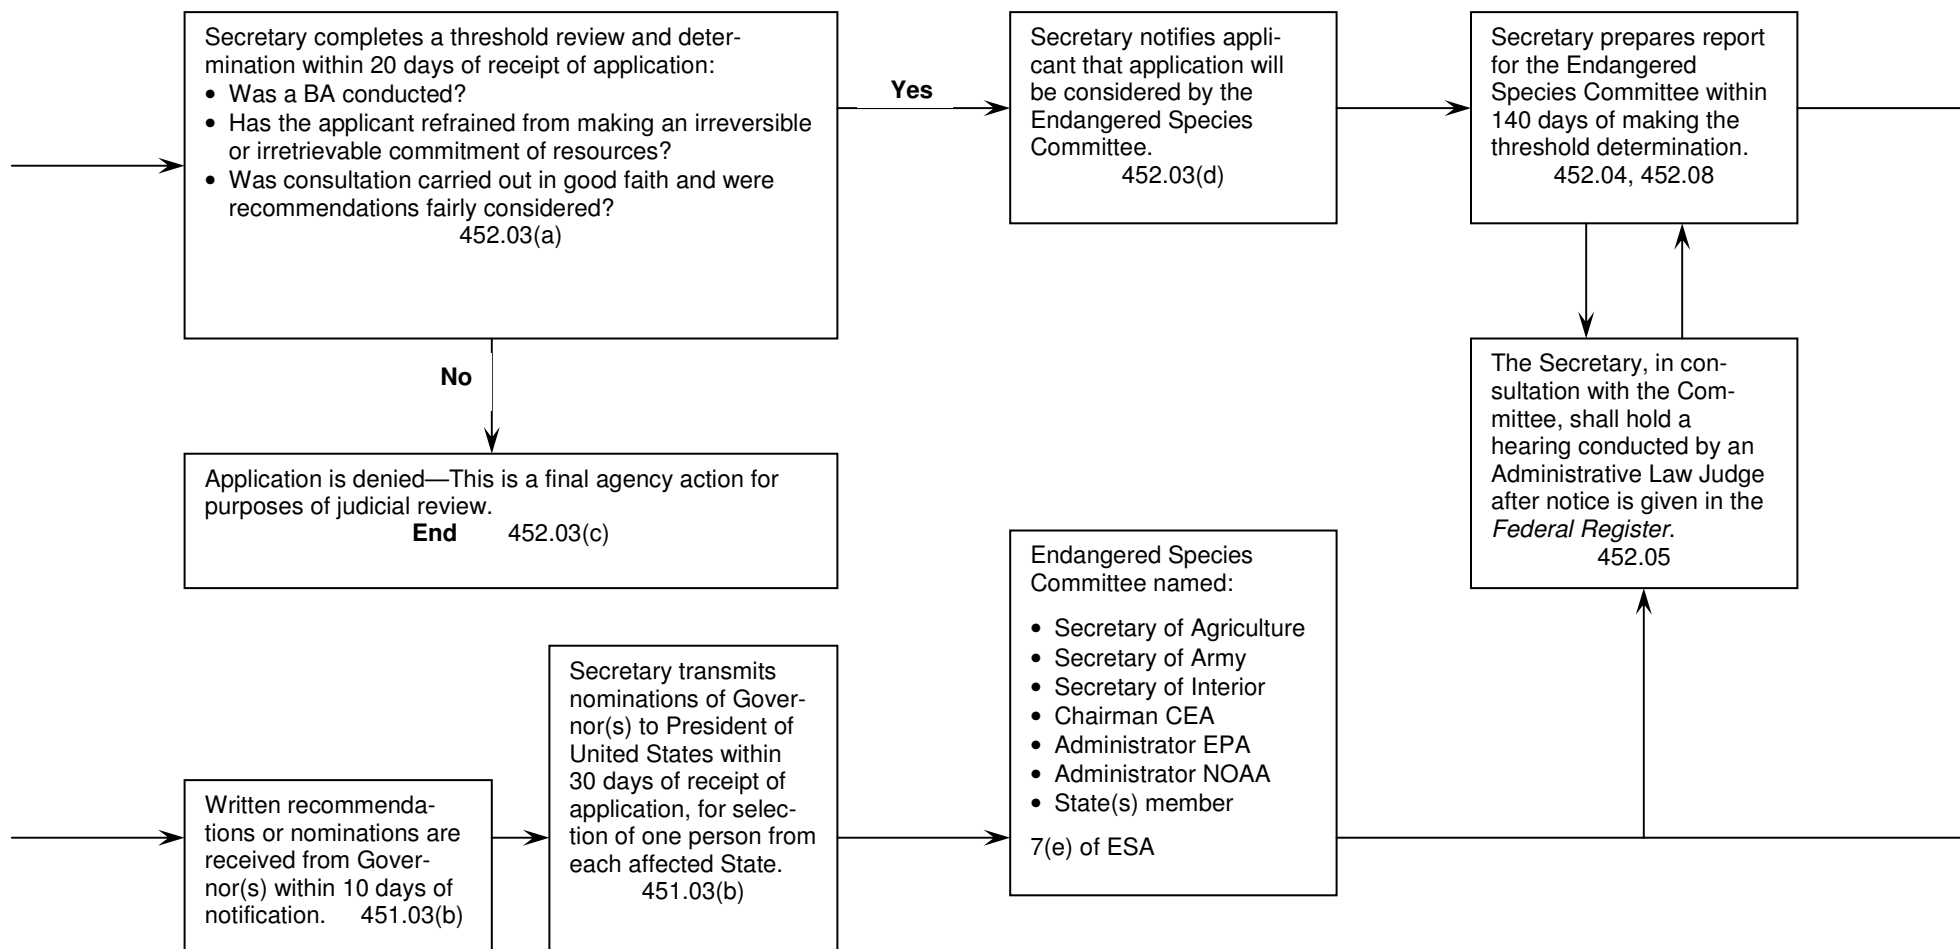 Secretary completes a threshold review and deter-
mination within 20 days of receipt of application:
• Was a BA conducted?
• Has the applicant refrained from making an irreversible
or irretrievable commitment of resources?
• Was consultation carried out in good faith and were
recommendations fairly considered?
452.03(a)
Yes
Secretary notifies appli-
cant that application will
be considered by the
Endangered Species
Committee.
452.03(d)
Secretary prepares report
for the Endangered
Species Committee within
140 days of making the
threshold determination.
452.04, 452.08
No
Application is denied—This is a final agency action for
purposes of judicial review.
End 452.03(c)
The Secretary, in con-
sultation with the Com-
mittee, shall hold a
hearing conducted by an
Administrative Law Judge
after notice is given in the
Federal Register.
452.05
Written recommenda-
tions or nominations are
received from Gover-
nor(s) within 10 days of
notification. 451.03(b)
Secretary transmits
nominations of Gover-
nor(s) to President of
United States within
30 days of receipt of
application, for selec-
tion of one person from
each affected State.
451.03(b)
Endangered Species
Committee named:
• Secretary of Agriculture
• Secretary of Army
• Secretary of Interior
• Chairman CEA
• Administrator EPA
• Administrator NOAA
• State(s) member
7(e) of ESA